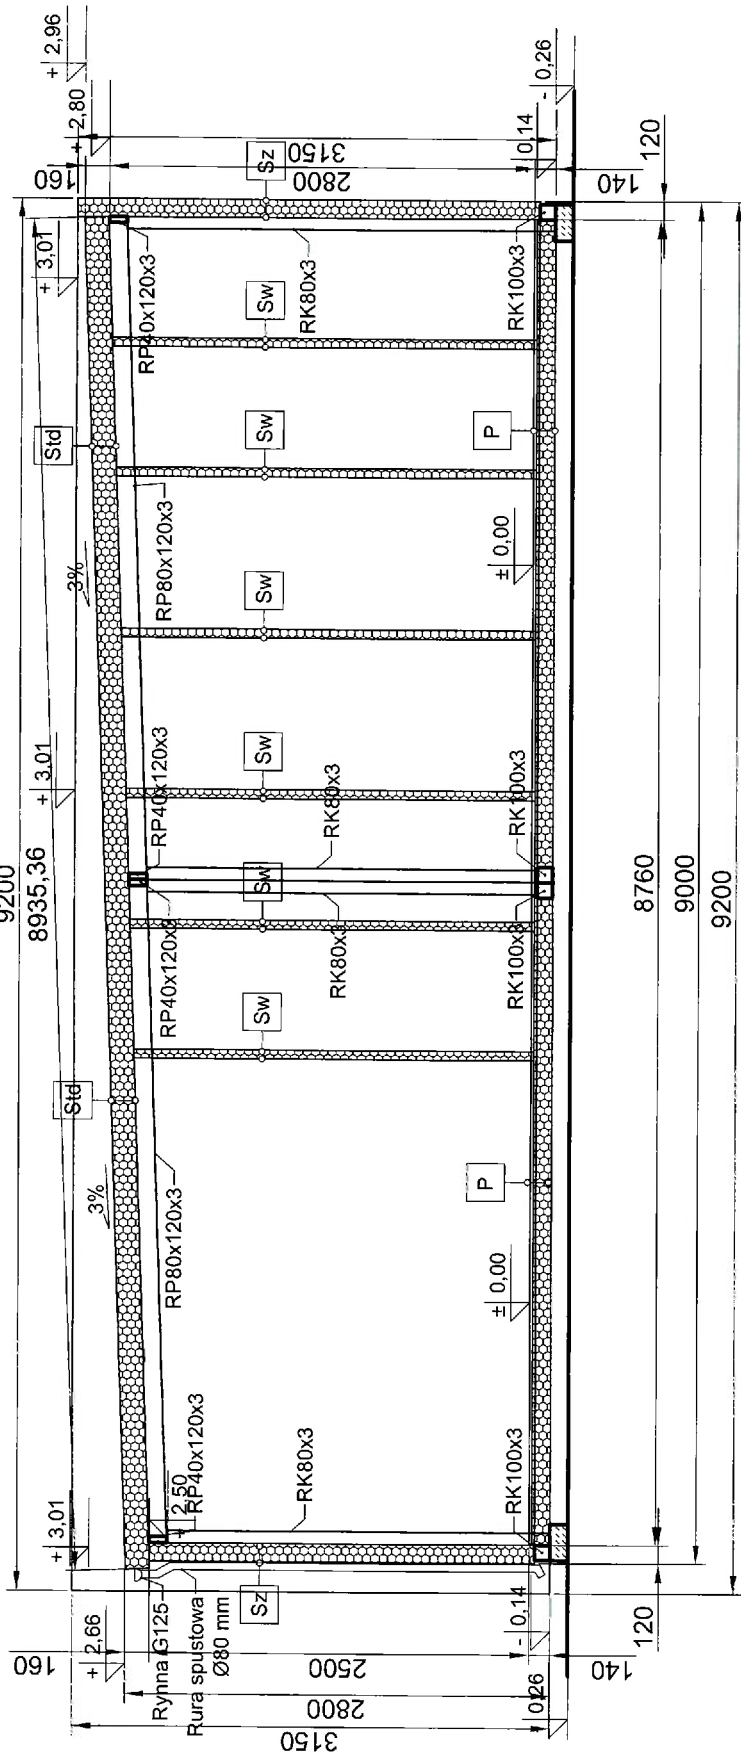 9200
8935,36
+ 3,01
+ 3,01
+ 3,01
+ 2,96
+ 2,80
+ 2,66
+ 2,50
160
160
3%
3%
Std
Std
RP40x120x3
RP80x120x3
RP40x120x3
RP40x120x3
RP80x120x3
RP40x120x3
Rynna G125
Rura spustowa
Ø80 mm
Sz
Sw
Sw
Sw
Sw
Sw
Sw
Sz
RK80x3
RK80x3
RK80x3
RK80x3
3150
2800
2500
3150
2800
P
P
± 0,00
± 0,00
RK100x3
RK100x3
RK100x3
RK100x3
- 0,14
0,26
0,14
- 0,26
140
140
120
120
8760
9000
9200